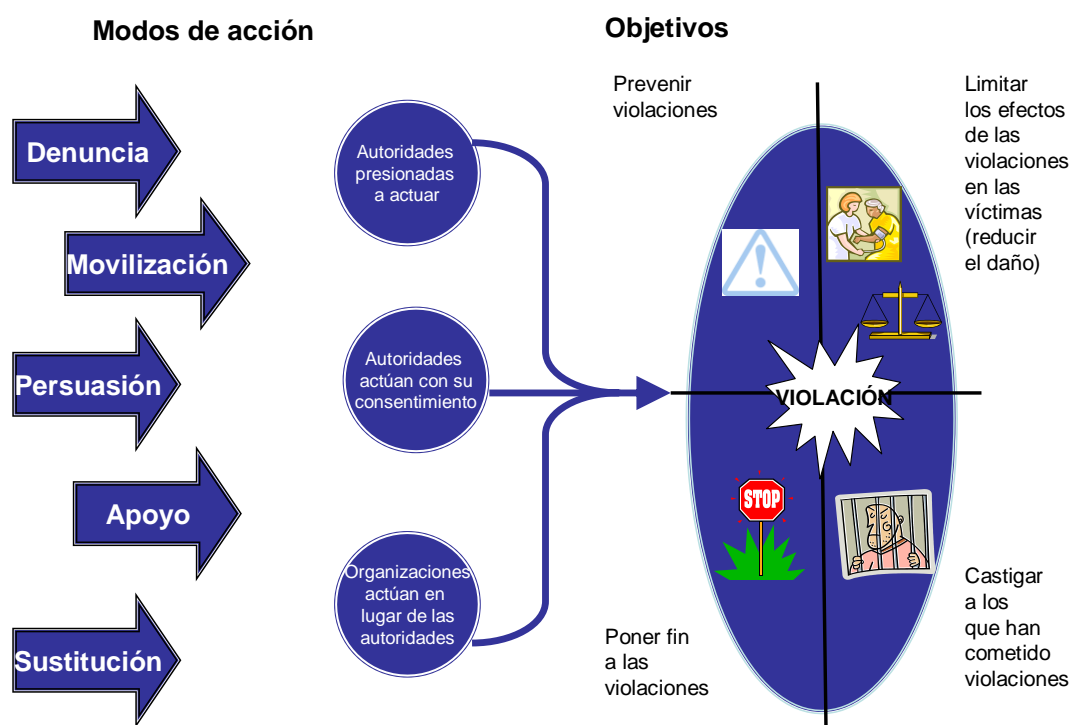 Modos de acción
Denuncia
Movilización
Persuasión
Apoyo
Sustitución
Autoridades
presionadas
a actuar
Autoridades
actúan con su
consentimiento
Organizaciones
actúan en
lugar de las
autoridades
Objetivos
Prevenir
violaciones
Limitar
los efectos
de las
violaciones
en las
víctimas
(reducir
el daño)
VIOLACIÓN
STOP
Poner fin
a las
violaciones
Castigar
a los
que han
cometido
violaciones